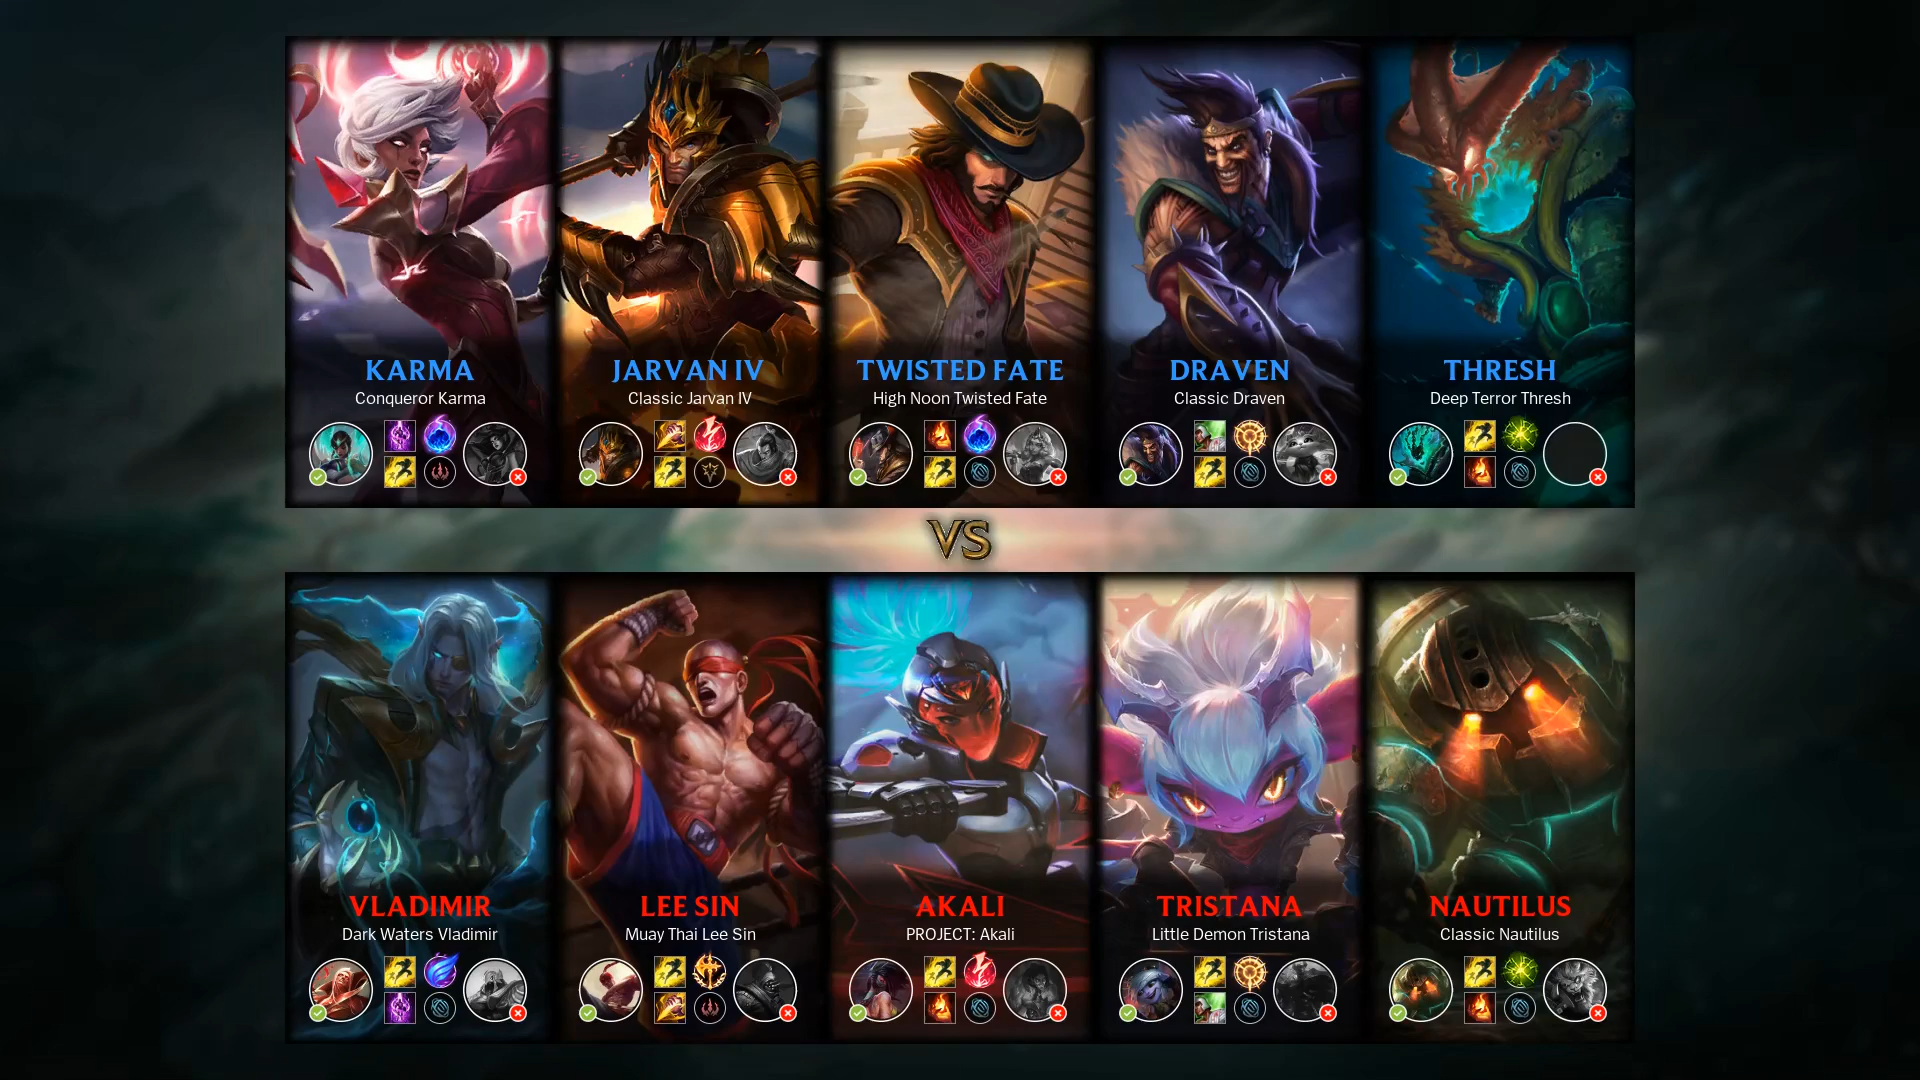 KARMA
Conqueror Karma
JARVAN IV
Classic Jarvan IV
TWISTED FATE
High Noon Twisted Fate
DRAVEN
Classic Draven
THRESH
Deep Terror Thresh
VS
VLADIMIR
Dark Waters Vladimir
LEE SIN
Muay Thai Lee Sin
AKALI
PROJECT: Akali
TRISTANA
Little Demon Tristana
NAUTILUS
Classic Nautilus